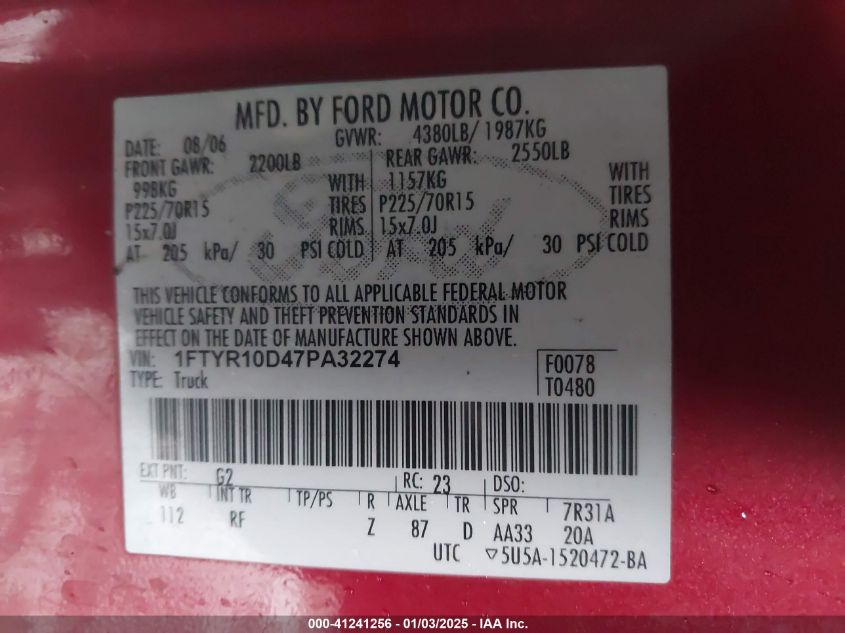 MFD. BY FORD MOTOR CO.
DATE: 08/06 GVWR: 4380LB/ 1987KG
FRONT GAWR: 2200LB REAR GAWR: 2550LB
998KG WITH 1157KG WITH
P225/70R15 TIRES P225/70R15 TIRES
15x7.0J RIMS 15x7.0J RIMS
AT 205 kPa/ 30 PSI COLD AT 205 kPa/ 30 PSI COLD
THIS VEHICLE CONFORMS TO ALL APPLICABLE FEDERAL MOTOR
VEHICLE SAFETY AND THEFT PREVENTION STANDARDS IN
EFFECT ON THE DATE OF MANUFACTURE SHOWN ABOVE.
VIN: 1FTYR10D47PA32274 F0078
TYPE: Truck T0480
EXT PNT: G2 RC: 23 DSO:
WB INT TR TP/PS R AXLE TR SPR 7R31A
112 RF Z 87 D AA33 20A
UTC ▽5U5A-1520472-BA
000-41241256 - 01/03/2025 - IAA Inc.